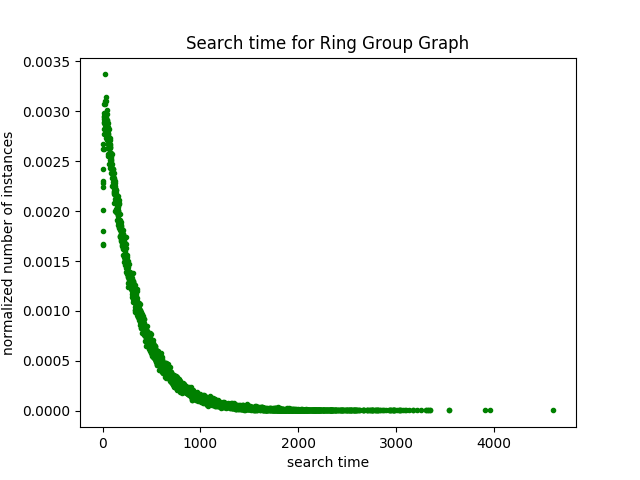 Search time for Ring Group Graph
normalized number of instances
0.0035
0.0030
0.0025
0.0020
0.0015
0.0010
0.0005
0.0000
0 1000 2000 3000 4000
search time